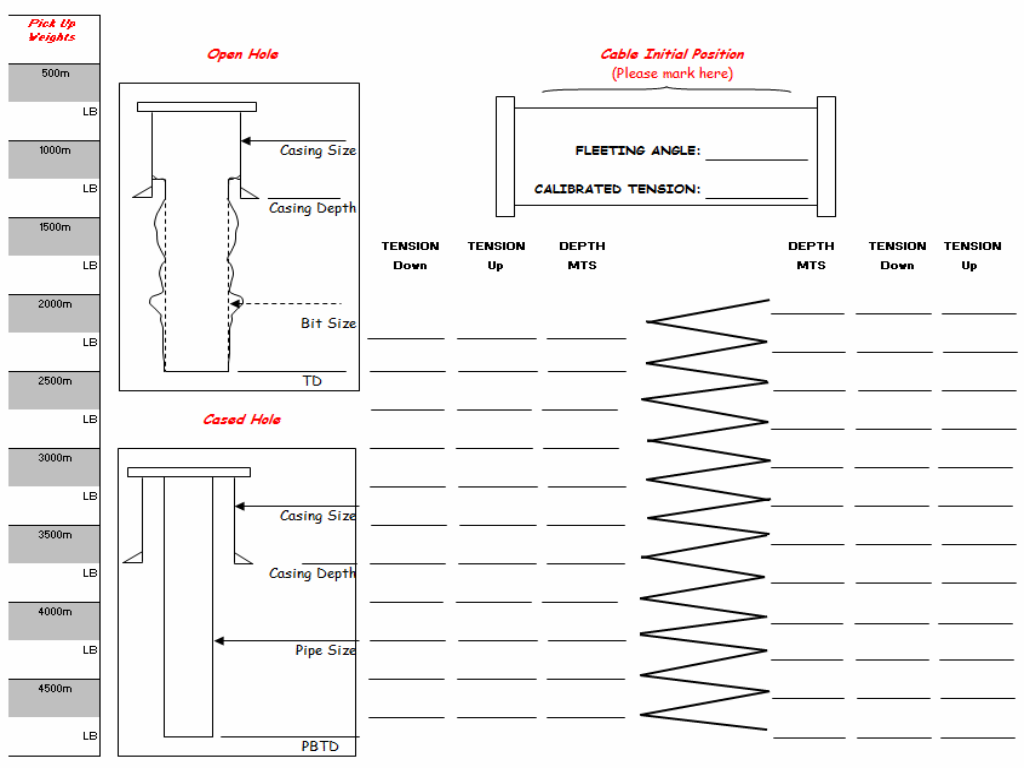 Pick Up
Weights
500m
LB
1000m
LB
1500m
LB
2000m
LB
2500m
LB
3000m
LB
3500m
LB
4000m
LB
4500m
LB
Open Hole
Casing Size
Casing Depth
Bit Size
TD
Cased Hole
Casing Size
Casing Depth
Pipe Size
PBTD
Cable Initial Position
(Please mark here)
FLEETING ANGLE:
CALIBRATED TENSION:
TENSION TENSION DEPTH DEPTH TENSION TENSION
Down Up MTS MTS Down Up